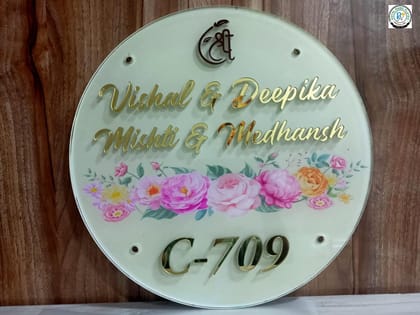 श्री
Vishal & Deepika
Mishti & Medhansh
C-709